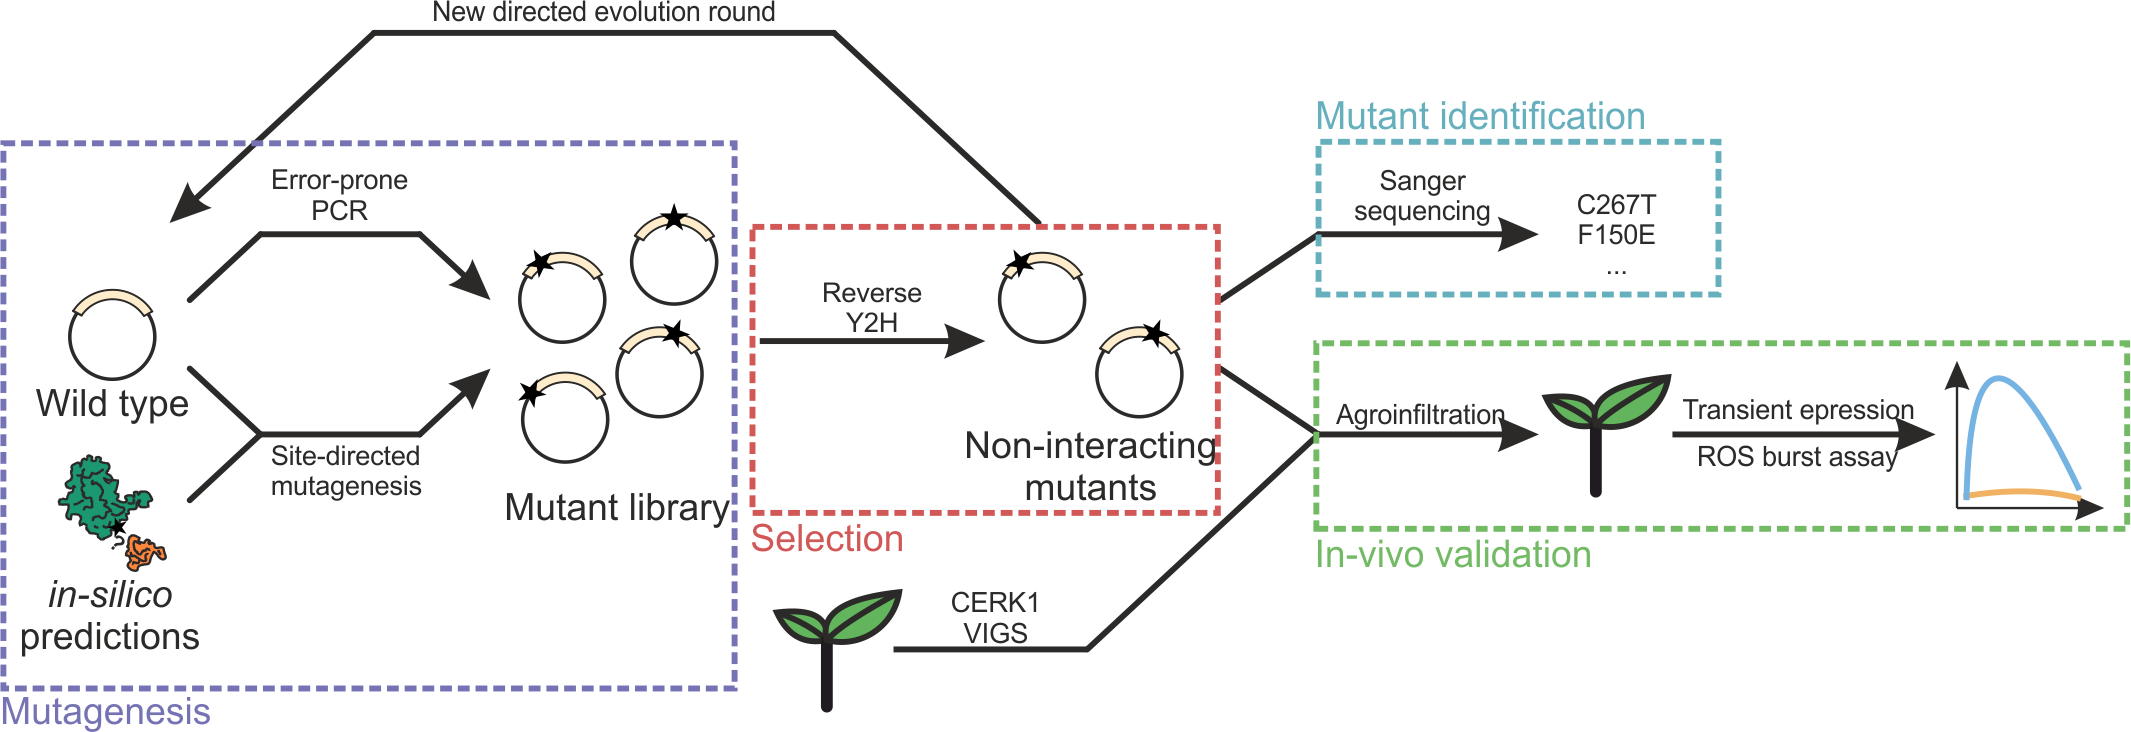 New directed evolution round
Error-prone
PCR
Wild type
Site-directed
mutagenesis
in-silico
predictions
Mutant library
Mutagenesis
Reverse
Y2H
Non-interacting
mutants
Selection
CERK1
VIGS
Mutant identification
Sanger
sequencing
C267T
F150E
...
Agroinfiltration
Transient epression
ROS burst assay
In-vivo validation
?